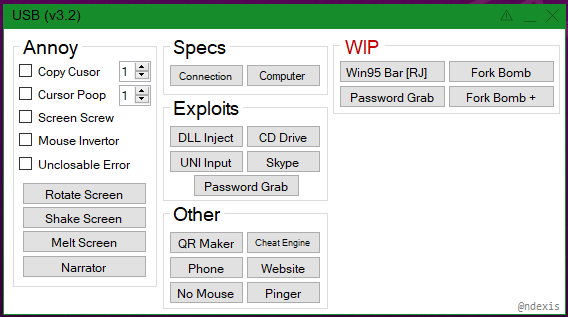 USB (v3.2)
Annoy
Copy Cusor
1
Cursor Poop
1
Screen Screw
Mouse Invertor
Unclosable Error
Rotate Screen
Shake Screen
Melt Screen
Narrator
Specs
Connection
Computer
Exploits
DLL Inject
CD Drive
UNI Input
Skype
Password Grab
Other
QR Maker
Cheat Engine
Phone
Website
No Mouse
Pinger
WIP
Win95 Bar [RJ]
Fork Bomb
Password Grab
Fork Bomb +
@ndexis